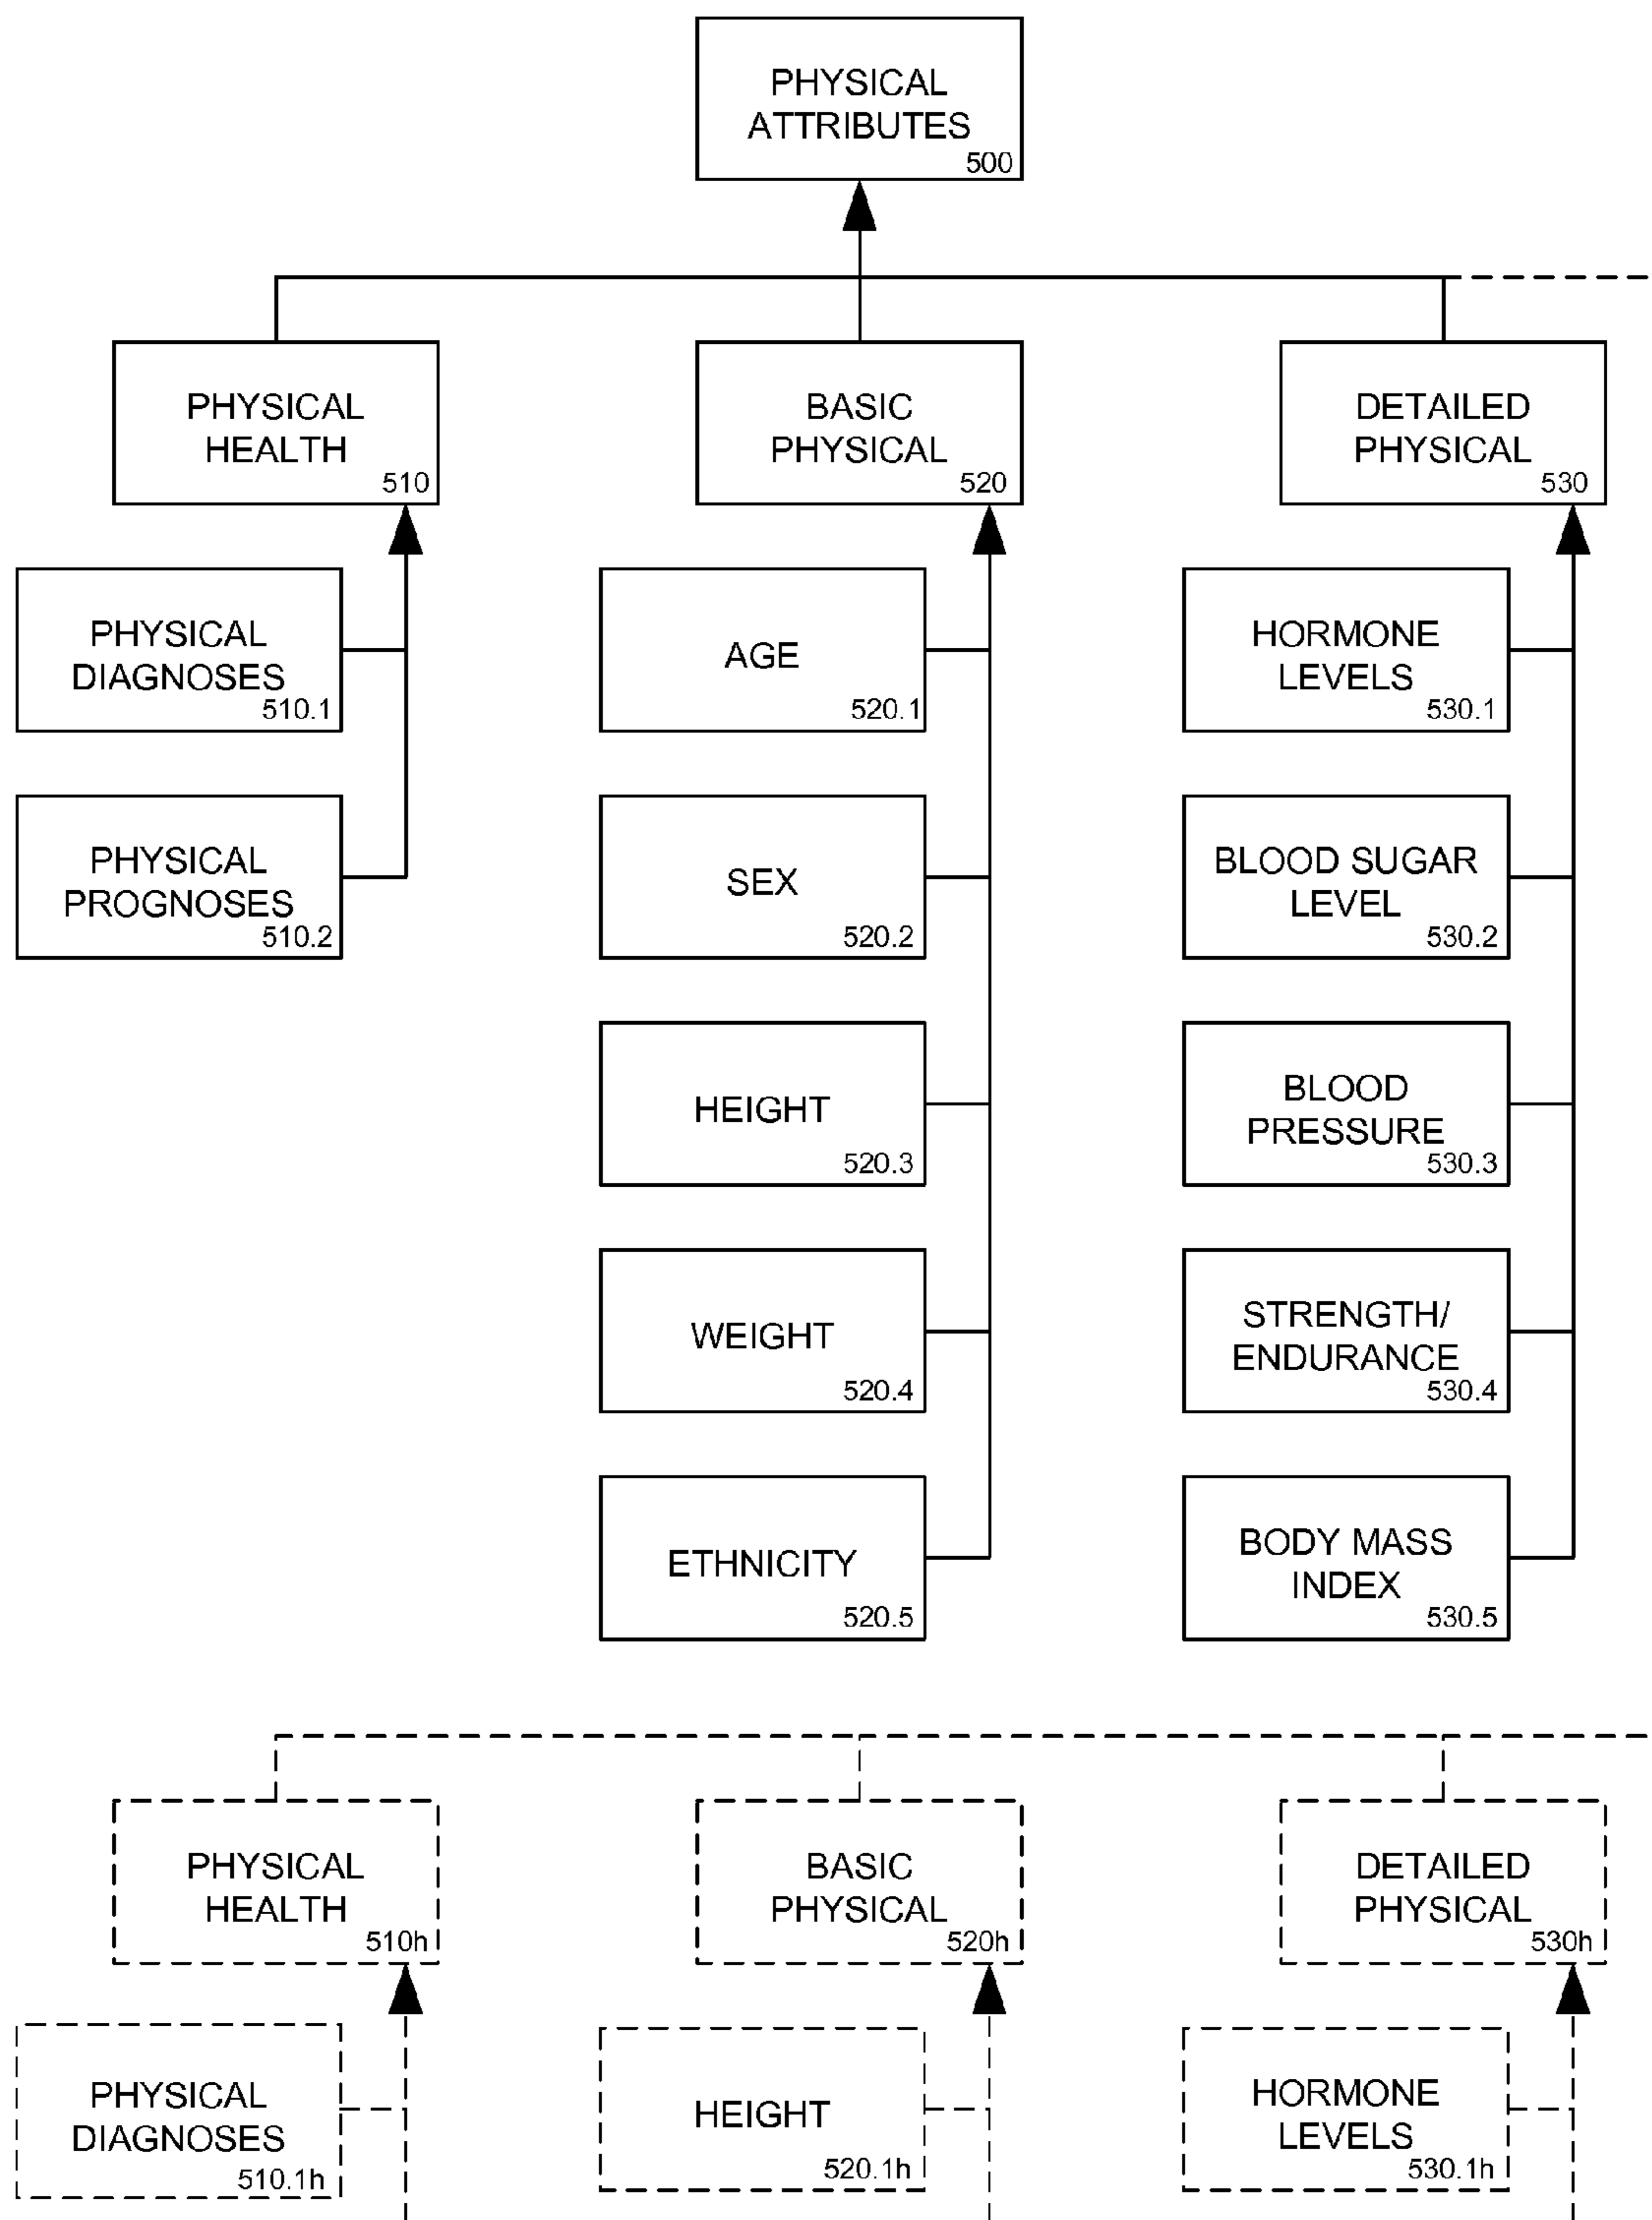 PHYSICAL
ATTRIBUTES
500
PHYSICAL
HEALTH
510
BASIC
PHYSICAL
520
DETAILED
PHYSICAL
530
PHYSICAL
DIAGNOSES
510.1
AGE
520.1
HORMONE
LEVELS
530.1
PHYSICAL
PROGNOSES
510.2
SEX
520.2
BLOOD SUGAR
LEVEL
530.2
HEIGHT
520.3
BLOOD
PRESSURE
530.3
WEIGHT
520.4
STRENGTH/
ENDURANCE
530.4
ETHNICITY
520.5
BODY MASS
INDEX
530.5
PHYSICAL
HEALTH
510h
BASIC
PHYSICAL
520h
DETAILED
PHYSICAL
530h
PHYSICAL
DIAGNOSES
510.1h
HEIGHT
520.1h
HORMONE
LEVELS
530.1h